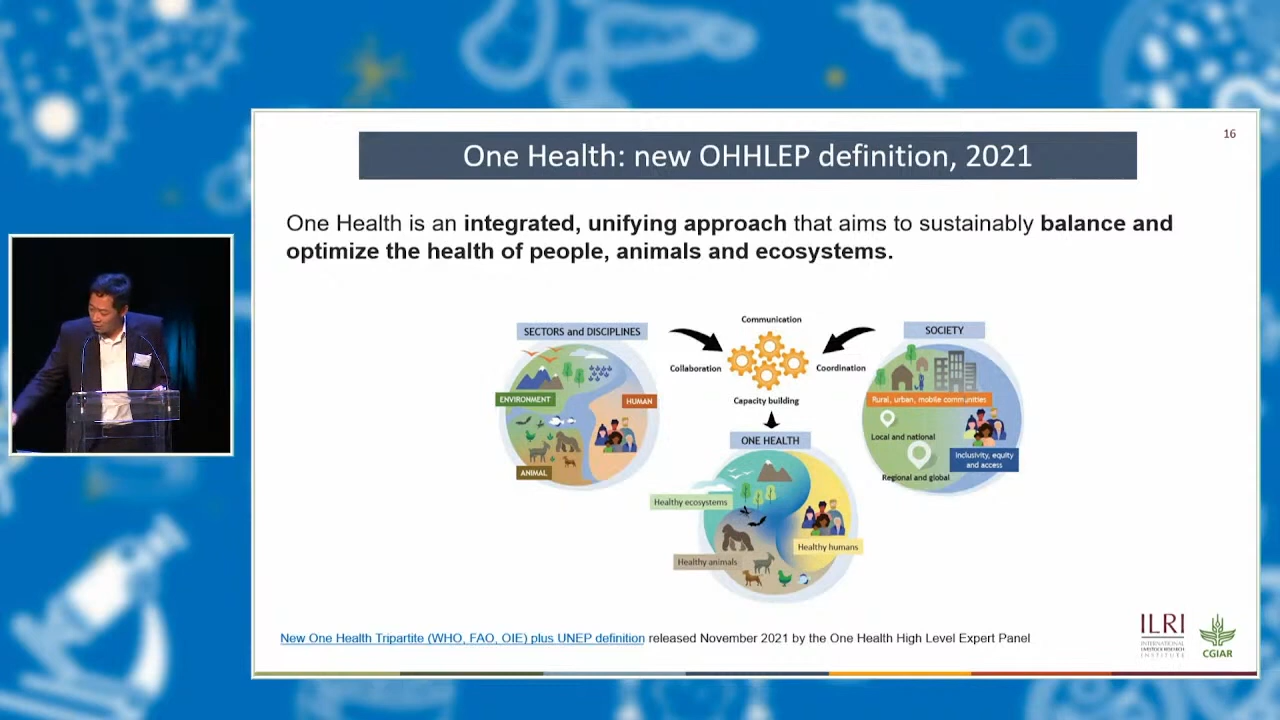 16
One Health: new OHHLEP definition, 2021
One Health is an integrated, unifying approach that aims to sustainably balance and
optimize the health of people, animals and ecosystems.
SECTORS and DISCIPLINES
ENVIRONMENT
HUMAN
ANIMAL
Communication
Collaboration
Coordination
Capacity building
SOCIETY
Rural, urban, mobile communities
Local and national
Inclusivity, equity
and access
Regional and global
ONE HEALTH
Healthy ecosystems
Healthy humans
Healthy animals
New One Health Tripartite (WHO, FAO, OIE) plus UNEP definition released November 2021 by the One Health High Level Expert Panel
ILRI
INTERNATIONAL
LIVESTOCK RESEARCH
INSTITUTE
CGIAR